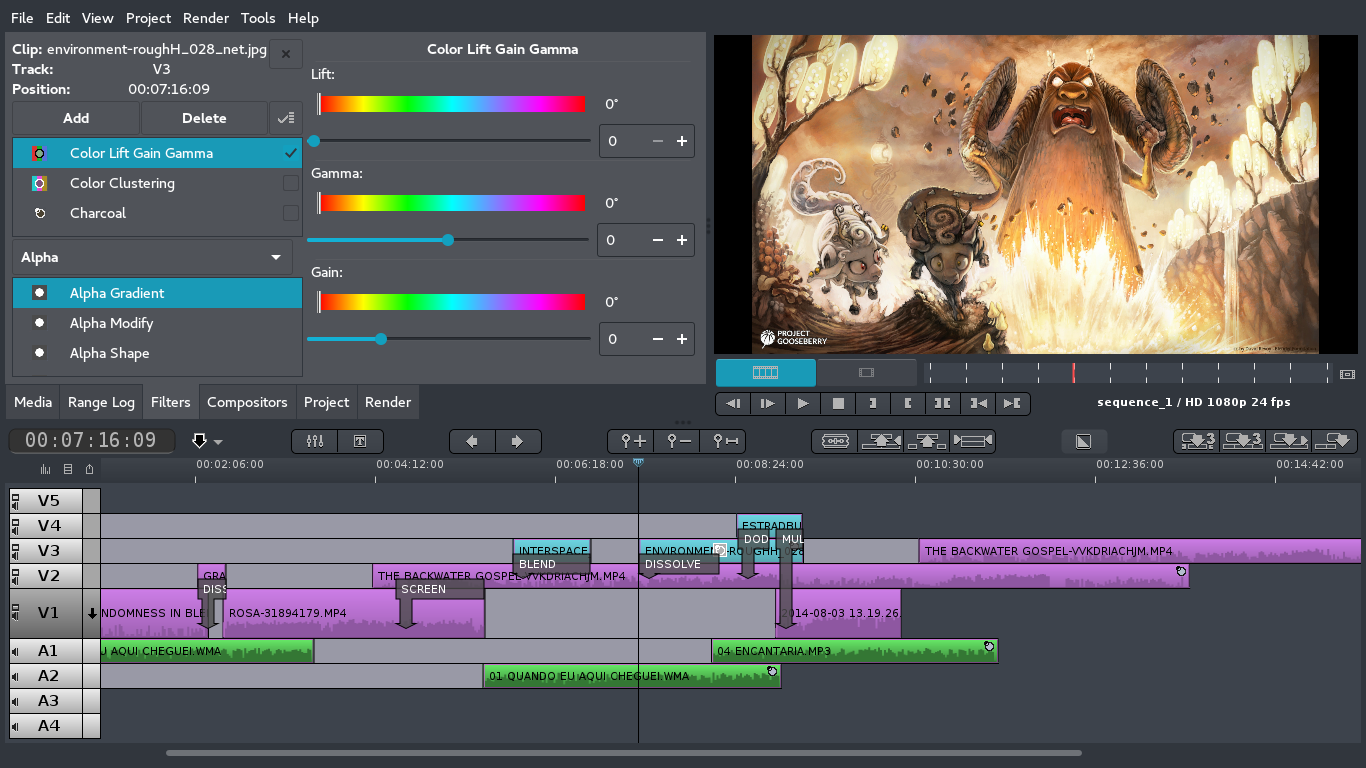 File Edit View Project Render Tools Help
Clip: environment-roughH_028_net.jpg
Track: V3
Position: 00:07:16:09
Add Delete
Color Lift Gain Gamma
Color Clustering
Charcoal
Alpha
Alpha Gradient
Alpha Modify
Alpha Shape
Color Lift Gain Gamma
Lift:
0°
0
Gamma:
0°
0
Gain:
0°
0
PROJECT
GOOSEBERRY
Media Range Log Filters Compositors Project Render
sequence_1 / HD 1080p 24 fps
00:07:16:09
3 3
00:02:06:00 00:04:12:00 00:06:18:00 00:08:24:00 00:10:30:00 00:12:36:00 00:14:42:00
V5
V4 ESTRADBU
DOD MUL
V3 INTERSPACE ENVIRONMEN -ROUGHH_028 THE BACKWATER GOSPEL-VVKDRIACHJM.MP4
BLEND DISSOLVE
V2 GRA THE BACKWATER GOSPEL-VVKDRIACHJM.MP4
DISS SCREEN
V1 NDOMNESS IN BLE ROSA-31894179.MP4 2014-08-03 13.19.26.
A1 U AQUI CHEGUEI.WMA 04 ENCANTARIA.MP3
A2 01 QUANDO EU AQUI CHEGUEI.WMA
A3
A4